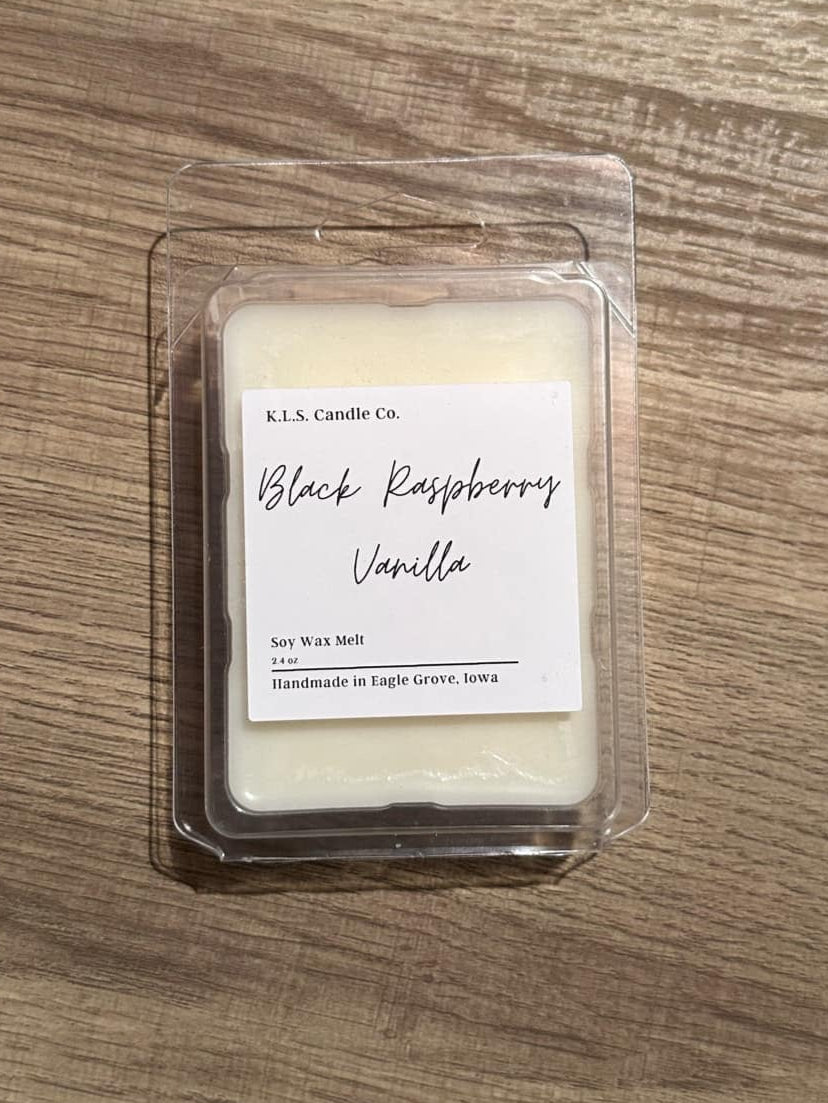 K.L.S. Candle Co.
Black Raspberry
Vanilla
Soy Wax Melt
2.4 oz
Handmade in Eagle Grove, Iowa